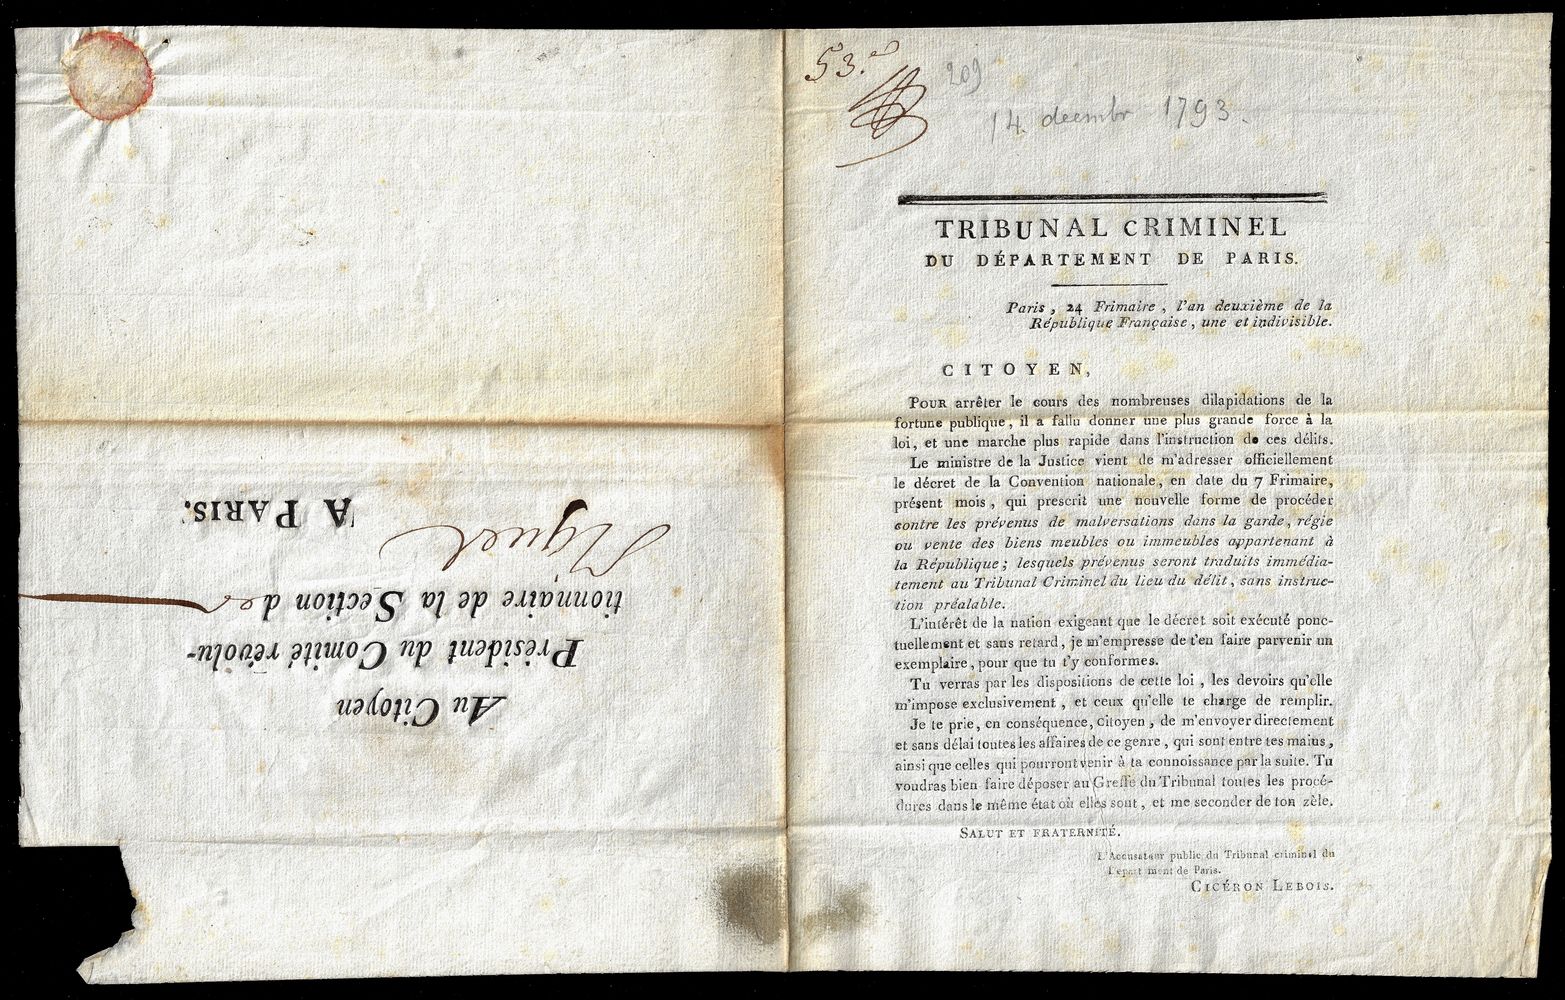 53.e
209
14. decembr 1793.
TRIBUNAL CRIMINEL
DU DÉPARTEMENT DE PARIS.
Paris, 24 Frimaire, l'an deuxième de la
République Française, une et indivisible.
CITOYEN,
POUR arrêter le cours des nombreuses dilapidations de la
fortune publique, il a fallu donner une plus grande force à la
loi, et une marche plus rapide dans l'instruction de ces délits.
Le ministre de la Justice vient de m'adresser officiellement
le décret de la Convention nationale, en date du 7 Frimaire,
présent mois, qui prescrit une nouvelle forme de procéder
contre les prévenus de malversations dans la garde, régie
ou vente des biens meubles ou immeubles appartenant à
la République; lesquels prévenus seront traduits immédia-
tement au Tribunal Criminel du lieu du délit, sans instruc-
tion préalable.
L'intérêt de la nation exigeant que le décret soit exécuté ponc-
tuellement et sans retard, je m'empresse de t'en faire parvenir un
exemplaire, pour que tu t'y conformes.
Tu verras par les dispositions de cette loi, les devoirs qu'elle
m'impose exclusivement, et ceux qu'elle te charge de remplir.
Je te prie, en conséquence, Citoyen, de m'envoyer directement
et sans délai toutes les affaires de ce genre, qui sont entre tes mains,
ainsi que celles qui pourront venir à ta connoissance par la suite. Tu
voudras bien faire déposer au Greffe du Tribunal toutes les procé-
dures dans le même état où elles sont, et me seconder de ton zèle.
SALUT ET FRATERNITÉ.
L'Accusateur public du Tribunal criminel du
Département de Paris.
CICÉRON LEBOIS.
Au Citoyen
Président du Comité révolu-
tionnaire de la Section des
A PARIS.